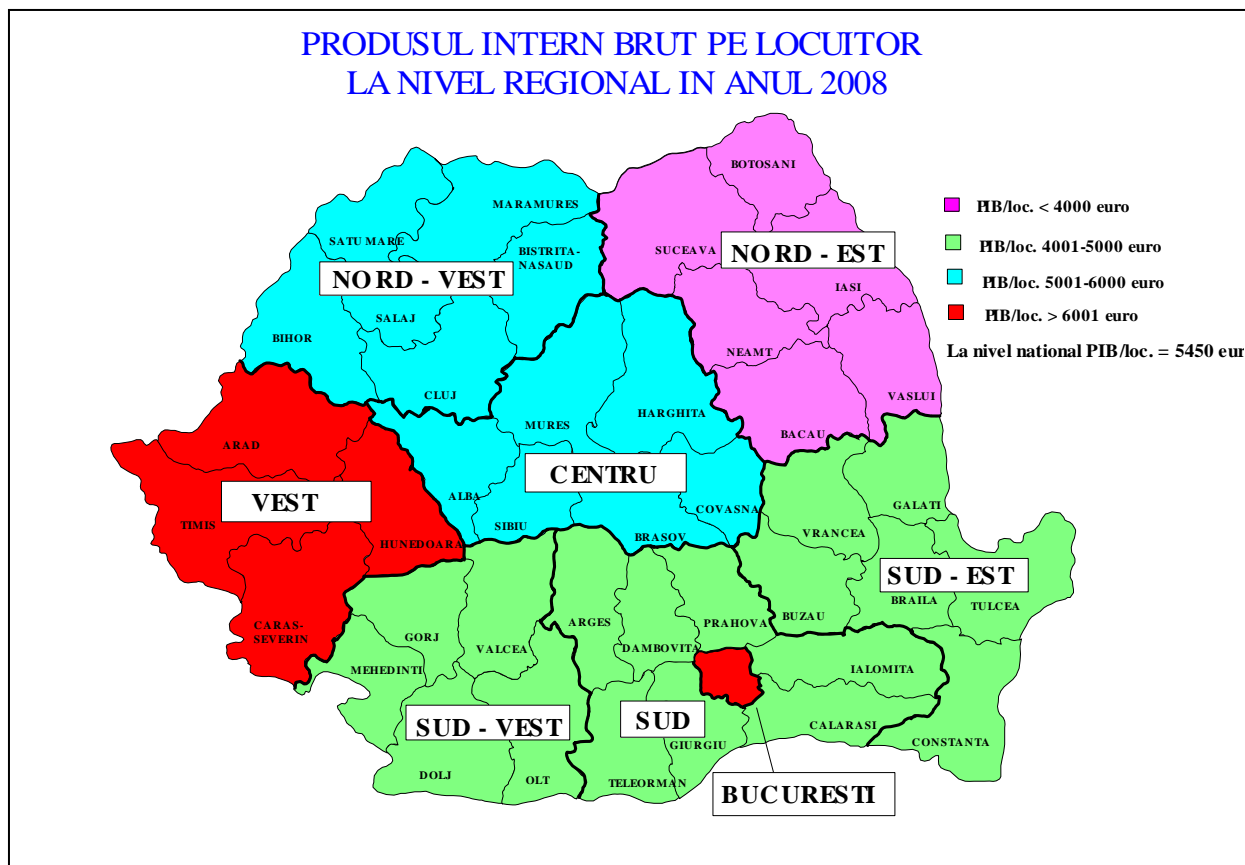 PRODUSUL INTERN BRUT PE LOCUITOR
LA NIVEL REGIONAL IN ANUL 2008
BOTOSANI
MARAMURES
SATU MARE
BISTRITA-
NASAUD
SUCEAVA
NORD - EST
NORD - VEST
IASI
SALAJ
BIHOR
NEAMT
CLUJ
VASLUI
HARGHITA
MURES
BACAU
ARAD
CENTRU
VEST
ALBA
COVASNA
GALATI
TIMIS
SIBIU
BRASOV
VRANCEA
HUNEDOARA
SUD - EST
BRAILA
TULCEA
CARAS-
SEVERIN
GORJ
VALCEA
ARGES
DAMBOVITA
PRAHOVA
BUZAU
MEHEDINTI
IALOMITA
SUD - VEST
SUD
CALARASI
GIURGIU
CONSTANTA
DOLJ
OLT
TELEORMAN
BUCURESTI
PIB/loc. < 4000 euro
PIB/loc. 4001-5000 euro
PIB/loc. 5001-6000 euro
PIB/loc. > 6001 euro
La nivel national PIB/loc. = 5450 eur